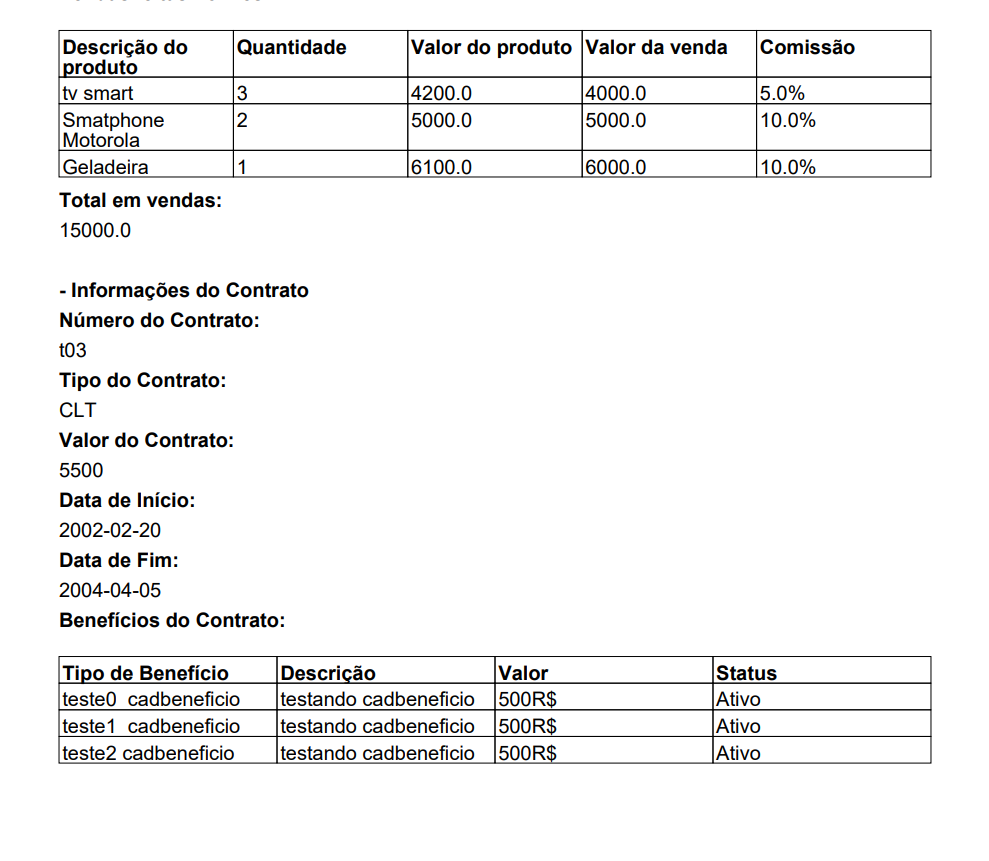 Descrição do produto Quantidade Valor do produto Valor da venda Comissão
tv smart 3 4200.0 4000.0 5.0%
Smatphone Motorola 2 5000.0 5000.0 10.0%
Geladeira 1 6100.0 6000.0 10.0%
Total em vendas:
15000.0
- Informações do Contrato
Número do Contrato:
t03
Tipo do Contrato:
CLT
Valor do Contrato:
5500
Data de Início:
2002-02-20
Data de Fim:
2004-04-05
Benefícios do Contrato:
Tipo de Benefício Descrição Valor Status
teste0  cadbeneficio testando cadbeneficio 500R$ Ativo
teste1  cadbeneficio testando cadbeneficio 500R$ Ativo
teste2 cadbeneficio testando cadbeneficio 500R$ Ativo